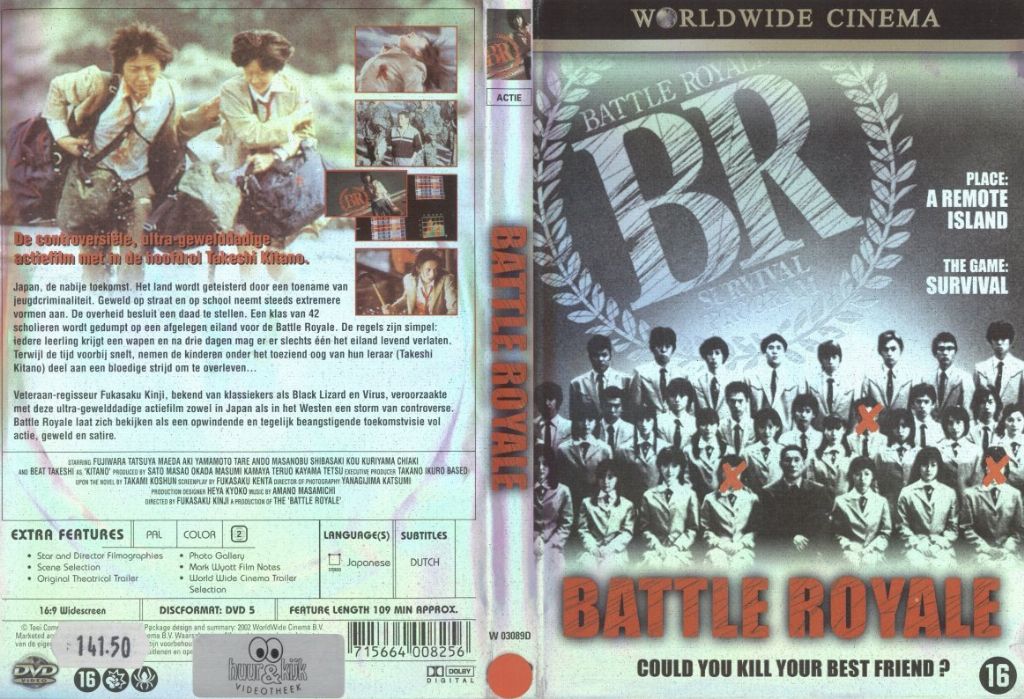 De controversiële, ultra-gewelddadige
actiefilm met in de hoofdrol Takeshi Kitano.
Japan, de nabije toekomst. Het land wordt geteisterd door een toename van
jeugdcriminaliteit. Geweld op straat en op school neemt steeds extremere
vormen aan. De overheid besluit een daad te stellen. Een klas van 42
scholieren wordt gedumpt op een afgelegen eiland voor de Battle Royale. De regels zijn simpel:
iedere leerling krijgt een wapen en na drie dagen mag er er slechts één het eiland levend verlaten.
Terwijl de tijd voorbij snelt, nemen de kinderen onder het toeziend oog van hun leraar (Takeshi
Kitano) deel aan een bloedige strijd om te overleven...
Veteraan-regisseur Fukasaku Kinji, bekend van klassiekers als Black Lizard en Virus, veroorzaakte
met deze ultra-gewelddadige actiefilm zowel in Japan als in het Westen een storm van controverse.
Battle Royale laat zich bekijken als een opwindende en tegelijk beangstigende toekomstvisie vol
actie, geweld en satire.
STARRING FUJIWARA TATSUYA MAEDA AKI YAMAMOTO TARE ANDO MASANOBU SHIBASAKI KOU KURIYAMA CHIAKI
AND BEAT TAKESHI AS 'KITANO' PRODUCED BY SATO MASAO OKADA MASUMI KAMAYA TERUO KAYAMA TETSU EXECUTIVE PRODUCER TAKANO IKURO BASED
UPON THE NOVEL BY TAKAMI KOSHUN SCREENPLAY BY FUKASAKU KENTA DIRECTOR OF PHOTOGRAPHY YANAGIJIMA KATSUMI
PRODUCTION DESIGNER HEYA KYOKO MUSIC BY AMANO MASAMICHI
DIRECTED BY FUKASAKU KINJI A PRODUCTION OF THE 'BATTLE ROYALE'
EXTRA FEATURES
PAL
COLOR
2
• Star and Director Filmographies
• Scene Selection
• Original Theatrical Trailer
• Photo Gallery
• Mark Wyatt Film Notes
• World Wide Cinema Trailer
Selection
LANGUAGE(S)
Japanese
SUBTITLES
DUTCH
16:9 Widescreen
DISCFORMAT: DVD 5
FEATURE LENGTH 109 MIN APPROX.
Package design and summary: 2002 WorldWide Cinema B.V.
141.50
huur & kijk
VIDEOTHEEK
715664 008256
DVD
VIDEO
16
DOLBY
DIGITAL
BR
ACTIE
BATTLE ROYALE
W 03089D
WORLDWIDE CINEMA
BATTLE ROYALE
BR
SURVIVAL
PLACE:
A REMOTE
ISLAND
THE GAME:
SURVIVAL
BATTLE ROYALE
COULD YOU KILL YOUR BEST FRIEND ?
16